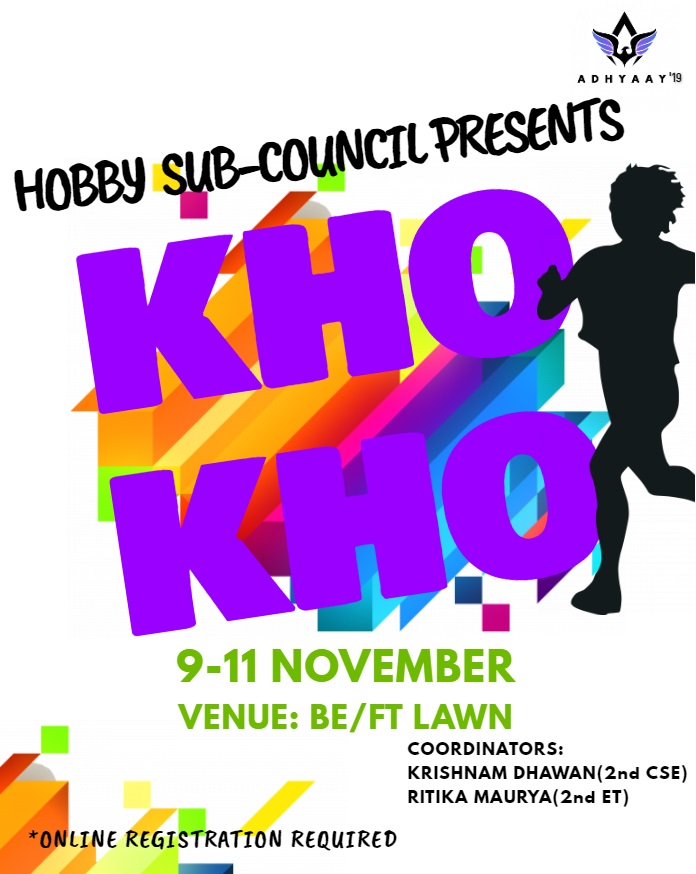 ADHYAAY'19
HOBBY SUB-COUNCIL PRESENTS
KHO
KHO
9-11 NOVEMBER
VENUE: BE/FT LAWN
COORDINATORS:
KRISHNAM DHAWAN(2nd CSE)
RITIKA MAURYA(2nd ET)
*ONLINE REGISTRATION REQUIRED